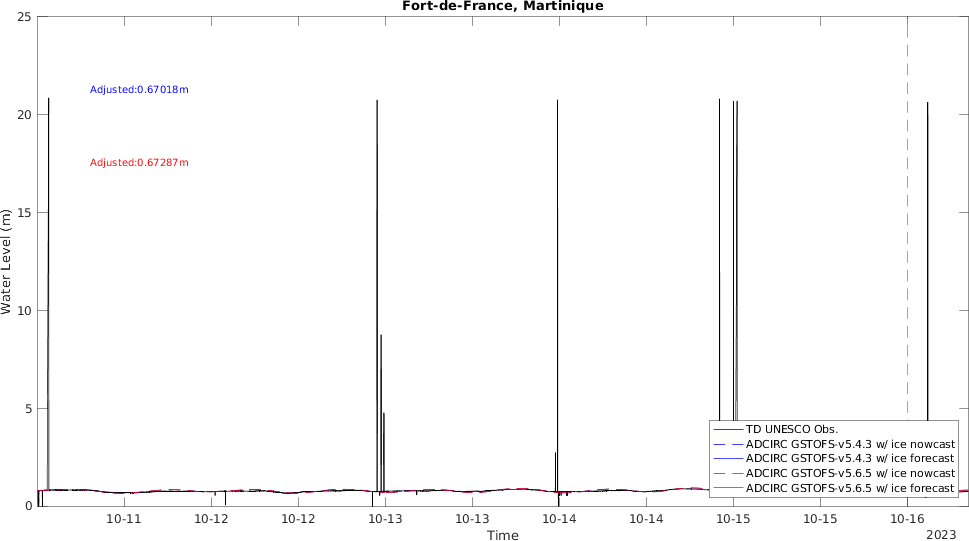 Fort-de-France, Martinique
25
20
15
10
5
0
Water Level (m)
Adjusted:0.67018m
Adjusted:0.67287m
TD UNESCO Obs.
ADCIRC GSTOFS-v5.4.3 w/ ice nowcast
ADCIRC GSTOFS-v5.4.3 w/ ice forecast
ADCIRC GSTOFS-v5.6.5 w/ ice nowcast
ADCIRC GSTOFS-v5.6.5 w/ ice forecast
10-11 10-12 10-12 10-13 10-13 10-14 10-14 10-15 10-15 10-16
Time
2023